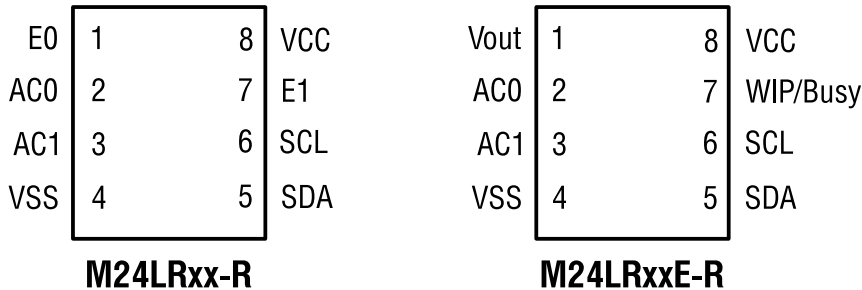 E0 1 8 VCC Vout 1 8 VCC
AC0 2 7 E1 AC0 2 7 WIP/Busy
AC1 3 6 SCL AC1 3 6 SCL
VSS 4 5 SDA VSS 4 5 SDA
M24LRxx-R M24LRxxE-R